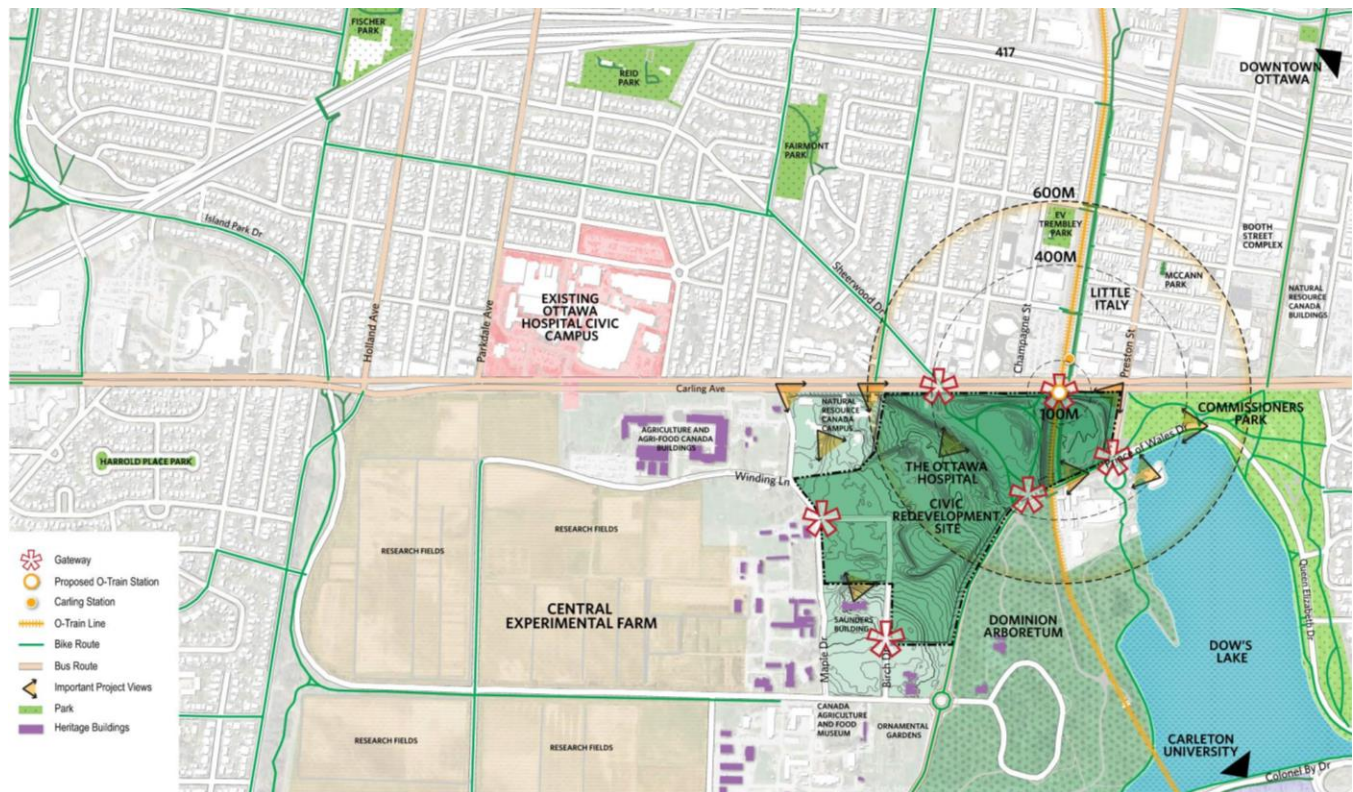 FISCHER
PARK
REID
PARK
417
DOWNTOWN
OTTAWA
FAIRMONT
PARK
600M
EV
TREMBLEY
PARK
400M
BOOTH
STREET
COMPLEX
MCCANN
PARK
LITTLE
ITALY
NATURAL
RESOURCE
CANADA
BUILDINGS
Island Park Dr
Sheerwood Dr
Holland Ave
Parkdale Ave
EXISTING
OTTAWA
HOSPITAL CIVIC
CAMPUS
Champagne St
Preston St
Carling Ave
100M
NATURAL
RESOURCE
CANADA
CAMPUS
COMMISSIONERS
PARK
Prince of Wales Dr
AGRICULTURE AND
AGRI-FOOD CANADA
BUILDINGS
HARROLD PLACE PARK
Winding Ln
THE OTTAWA
HOSPITAL
CIVIC
REDEVELOPMENT
SITE
RESEARCH FIELDS
RESEARCH FIELDS
CENTRAL
EXPERIMENTAL FARM
SAUNDERS
BUILDING
DOMINION
ARBORETUM
DOW'S
LAKE
Queen Elizabeth Dr
Maple Dr
Birch Dr
CANADA
AGRICULTURE
AND FOOD
MUSEUM
ORNAMENTAL
GARDENS
RESEARCH FIELDS
RESEARCH FIELDS
CARLETON
UNIVERSITY
Colonel By Dr
Gateway
Proposed O-Train Station
Carling Station
O-Train Line
Bike Route
Bus Route
Important Project Views
Park
Heritage Buildings